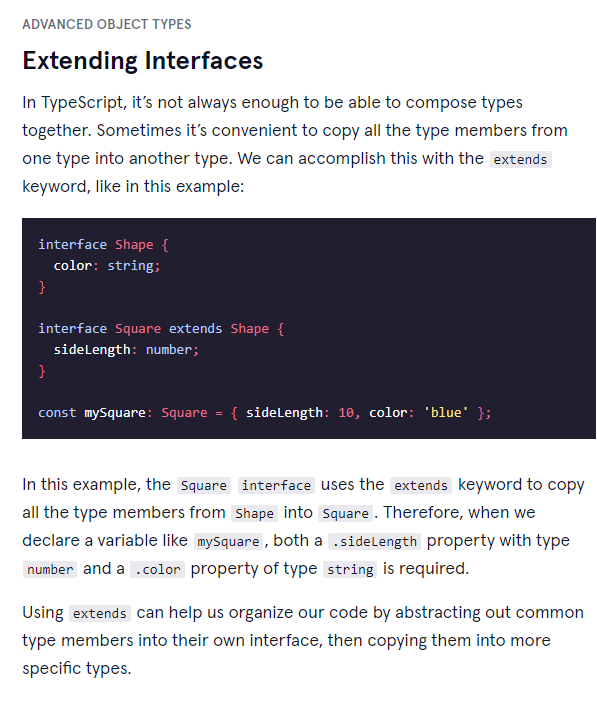 ADVANCED OBJECT TYPES
Extending Interfaces
In TypeScript, it's not always enough to be able to compose types
together. Sometimes it's convenient to copy all the type members from
one type into another type. We can accomplish this with the extends
keyword, like in this example:
interface Shape {
  color: string;
}
interface Square extends Shape {
  sideLength: number;
}
const mySquare: Square = { sideLength: 10, color: 'blue' };
In this example, the Square interface uses the extends keyword to copy
all the type members from Shape into Square. Therefore, when we
declare a variable like mySquare, both a .sideLength property with type
number and a .color property of type string is required.
Using extends can help us organize our code by abstracting out common
type members into their own interface, then copying them into more
specific types.